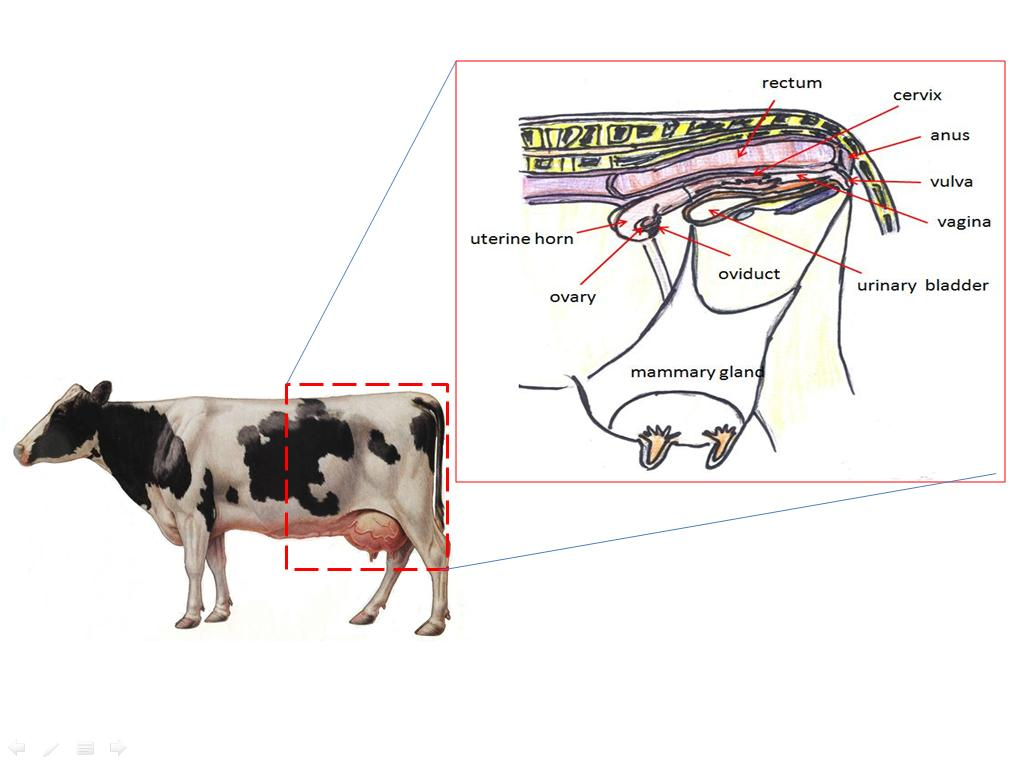 rectum
cervix
anus
vulva
vagina
uterine horn
oviduct
urinary  bladder
ovary
mammary gland